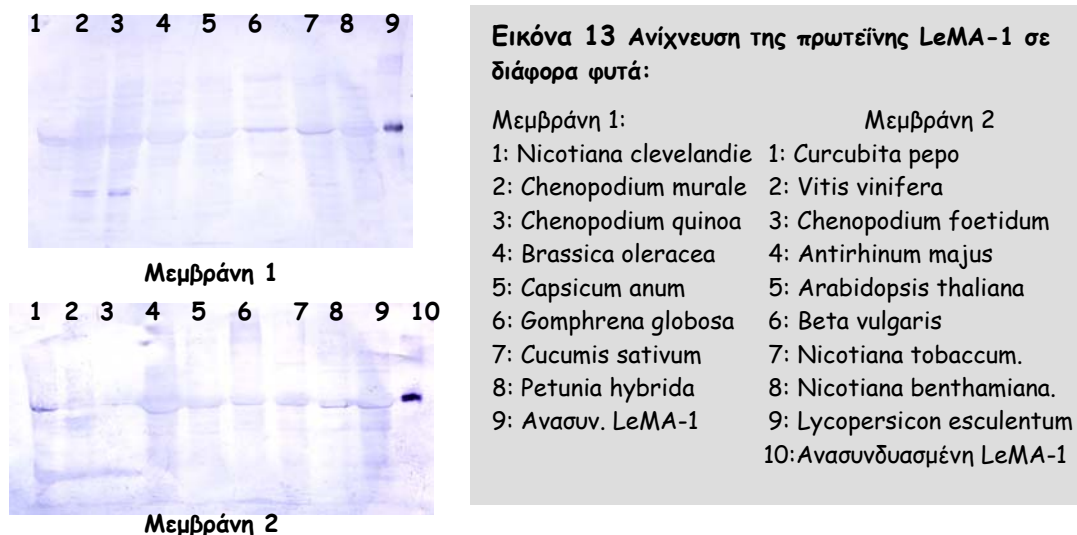 1 2 3 4 5 6 7 8 9
Μεμβράνη 1
1 2 3 4 5 6 7 8 9 10
Μεμβράνη 2
Εικόνα 13 Ανίχνευση της πρωτεΐνης LeMA-1 σε
διάφορα φυτά:
Μεμβράνη 1: Μεμβράνη 2
1: Nicotiana clevelandie 1: Curcubita pepo
2: Chenopodium murale 2: Vitis vinifera
3: Chenopodium quinoa 3: Chenopodium foetidum
4: Brassica oleracea 4: Antirhinum majus
5: Capsicum anum 5: Arabidopsis thaliana
6: Gomphrena globosa 6: Beta vulgaris
7: Cucumis sativum 7: Nicotiana tobaccum.
8: Petunia hybrida 8: Nicotiana benthamiana.
9: Ανασυν. LeMA-1 9: Lycopersicon esculentum
10:Ανασυνδυασμένη LeMA-1